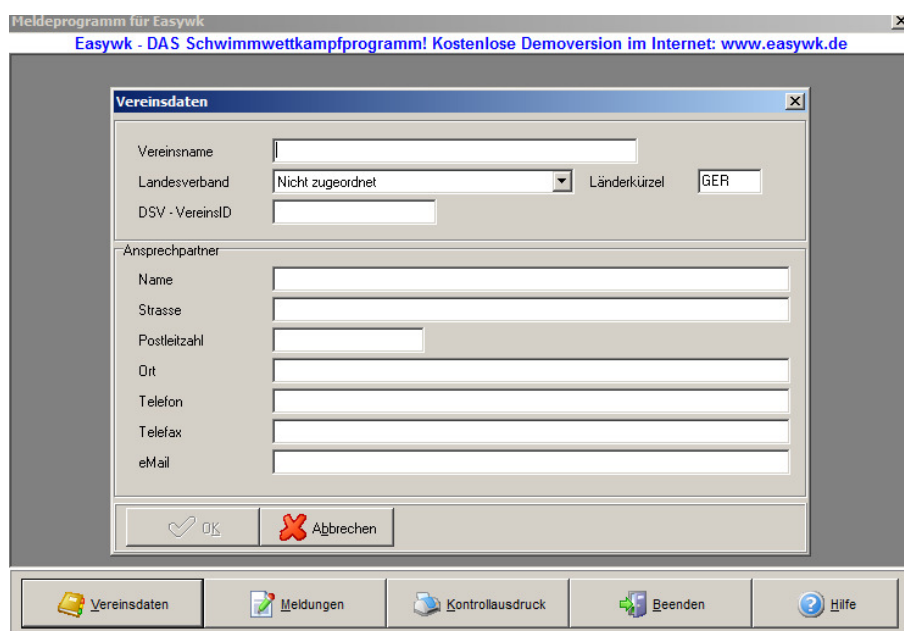 Meldeprogramm für Easywk
Easywk - DAS Schwimmwettkampfprogramm! Kostenlose Demoversion im Internet: www.easywk.de
Vereinsdaten
Vereinsname
Landesverband Nicht zugeordnet Länderkürzel GER
DSV - VereinsID
Ansprechpartner
Name
Strasse
Postleitzahl
Ort
Telefon
Telefax
eMail
OK Abbrechen
Vereinsdaten Meldungen Kontrollausdruck Beenden Hilfe